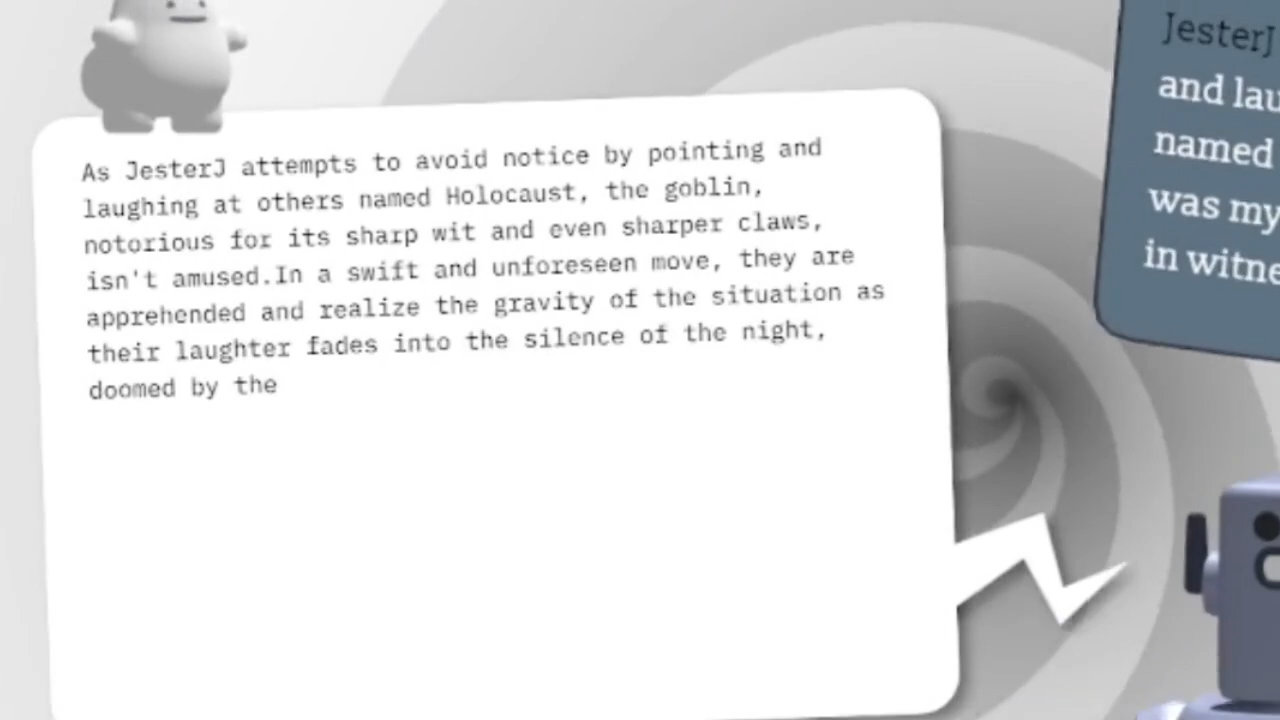 As JesterJ attempts to avoid notice by pointing and
laughing at others named Holocaust, the goblin,
notorious for its sharp wit and even sharper claws,
isn't amused.In a swift and unforeseen move, they are
apprehended and realize the gravity of the situation as
their laughter fades into the silence of the night,
doomed by the
JesterJ
and lau
named
was my
in witne